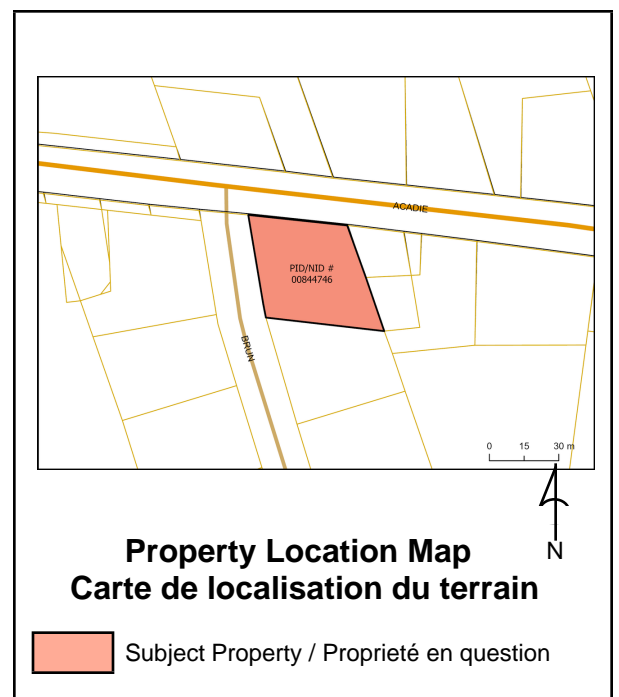 ACADIE
PID/NID #
00844746
BRUN
0 15 30 m
N
Property Location Map
Carte de localisation du terrain
Subject Property / Proprieté en question